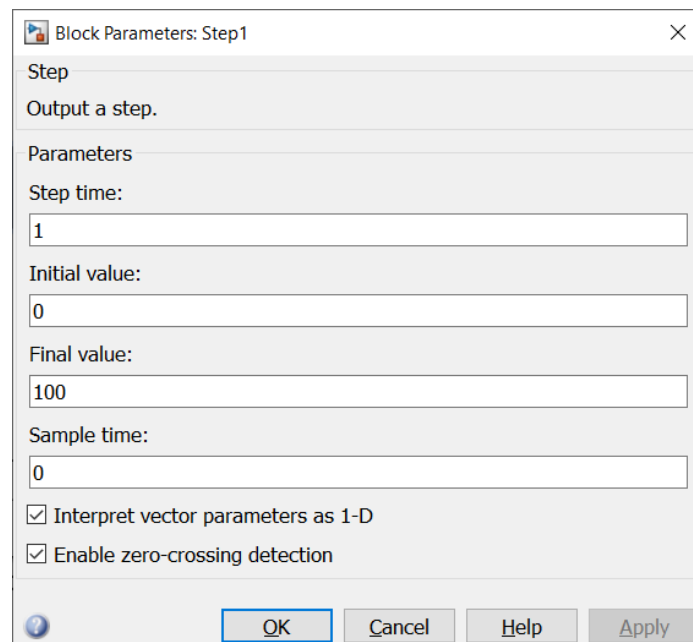 Block Parameters: Step1
Step
Output a step.
Parameters
Step time:
1
Initial value:
0
Final value:
100
Sample time:
0
Interpret vector parameters as 1-D
Enable zero-crossing detection
OK Cancel Help Apply